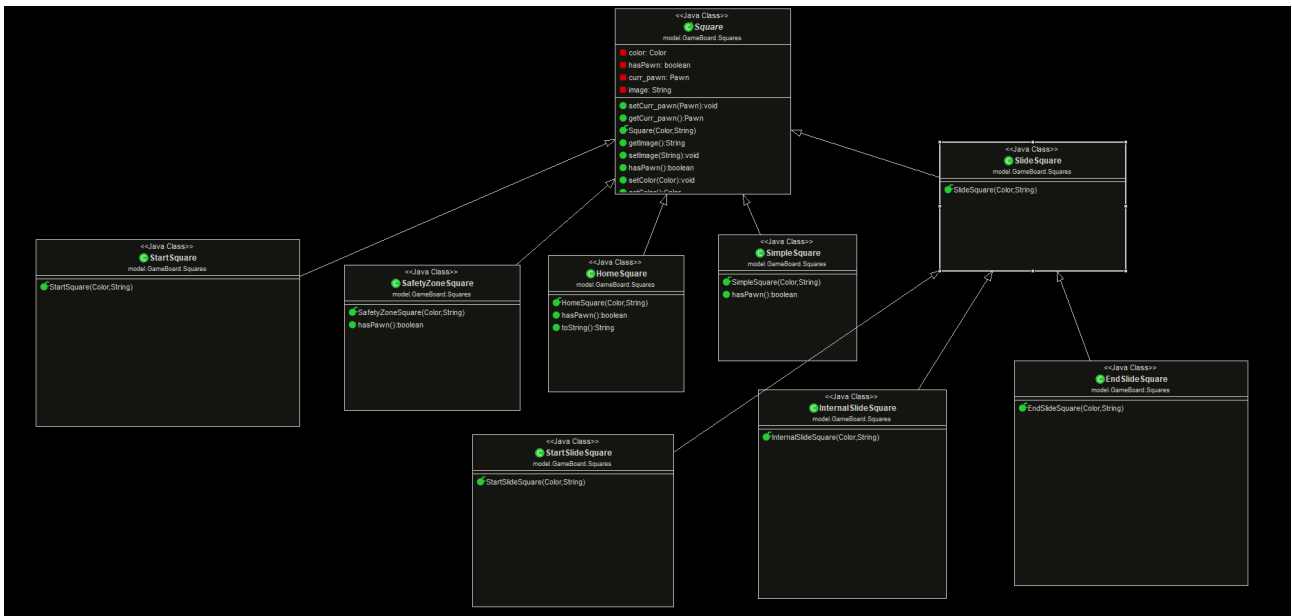 <<Java Class>>
Square
model.GameBoard.Squares
color: Color
hasPawn: boolean
curr_pawn: Pawn
image: String
setCurr_pawn(Pawn):void
getCurr_pawn():Pawn
Square(Color,String)
getImage():String
setImage(String):void
hasPawn():boolean
setColor(Color):void
getColor():Color
<<Java Class>>
SlideSquare
model.GameBoard.Squares
SlideSquare(Color,String)
<<Java Class>>
StartSquare
model.GameBoard.Squares
StartSquare(Color,String)
<<Java Class>>
SafetyZoneSquare
model.GameBoard.Squares
SafetyZoneSquare(Color,String)
hasPawn():boolean
<<Java Class>>
HomeSquare
model.GameBoard.Squares
HomeSquare(Color,String)
hasPawn():boolean
toString():String
<<Java Class>>
SimpleSquare
model.GameBoard.Squares
SimpleSquare(Color,String)
hasPawn():boolean
<<Java Class>>
StartSlideSquare
model.GameBoard.Squares
StartSlideSquare(Color,String)
<<Java Class>>
InternalSlideSquare
model.GameBoard.Squares
InternalSlideSquare(Color,String)
<<Java Class>>
EndSlideSquare
model.GameBoard.Squares
EndSlideSquare(Color,String)